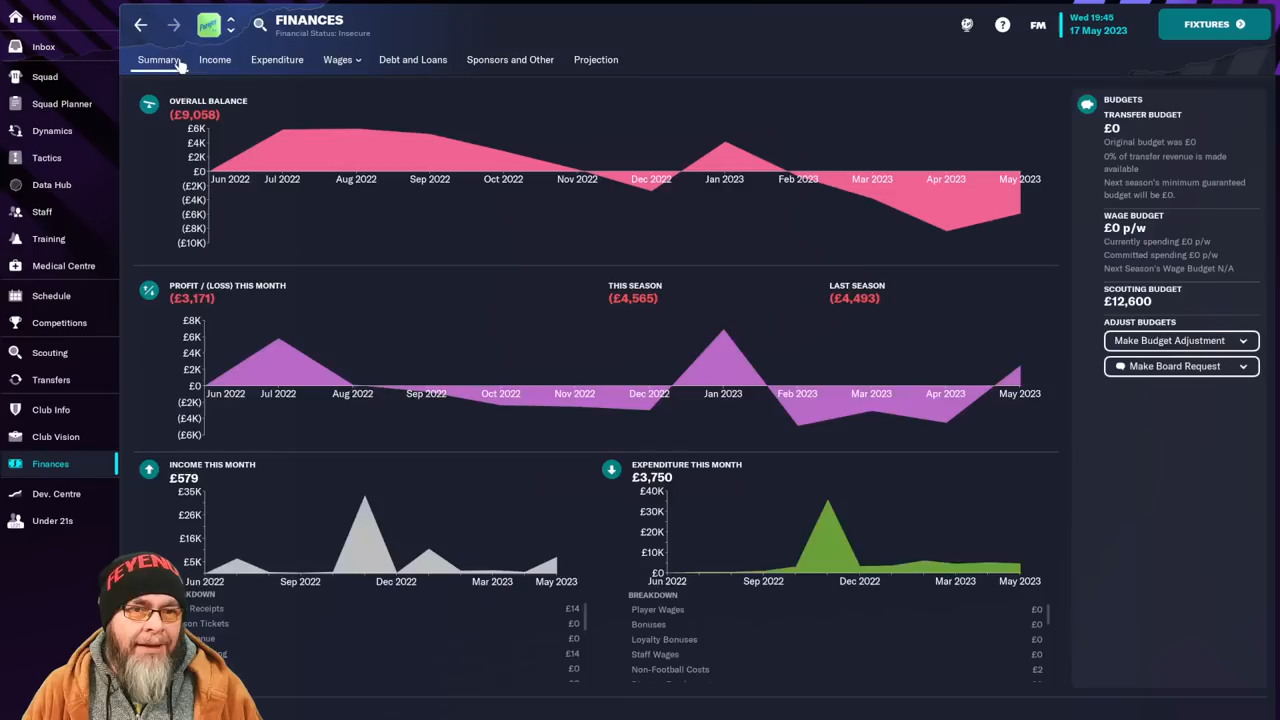 Home
Inbox
Squad
Squad Planner
Dynamics
Tactics
Data Hub
Staff
Training
Medical Centre
Schedule
Competitions
Scouting
Transfers
Club Info
Club Vision
Finances
Dev. Centre
Under 21s
FINANCES
Financial Status: Insecure
FM
Wed 19:45
17 May 2023
FIXTURES
Summary
Income
Expenditure
Wages
Debt and Loans
Sponsors and Other
Projection
OVERALL BALANCE
(£9,058)
£6K
£4K
£2K
£0
(£2K)
(£4K)
(£6K)
(£8K)
(£10K)
Jun 2022 Jul 2022 Aug 2022 Sep 2022 Oct 2022 Nov 2022 Dec 2022 Jan 2023 Feb 2023 Mar 2023 Apr 2023 May 2023
PROFIT / (LOSS) THIS MONTH
(£3,171)
THIS SEASON
(£4,565)
LAST SEASON
(£4,493)
£8K
£6K
£4K
£2K
£0
(£2K)
(£4K)
(£6K)
Jun 2022 Jul 2022 Aug 2022 Sep 2022 Oct 2022 Nov 2022 Dec 2022 Jan 2023 Feb 2023 Mar 2023 Apr 2023 May 2023
INCOME THIS MONTH
£579
£35K
£26K
£16K
£5K
Jun 2022 Sep 2022 Dec 2022 Mar 2023 May 2023
Receipts £14
Tickets £0
£0
£14
£0
EXPENDITURE THIS MONTH
£3,750
£40K
£30K
£20K
£10K
£0
Jun 2022 Sep 2022 Dec 2022 Mar 2023 May 2023
BREAKDOWN
Player Wages £0
Bonuses £0
Loyalty Bonuses £0
Staff Wages £0
Non-Football Costs £2
BUDGETS
TRANSFER BUDGET
£0
Original budget was £0
0% of transfer revenue is made
available
Next season's minimum guaranteed
budget will be £0.
WAGE BUDGET
£0 p/w
Currently spending £0 p/w
Committed spending £0 p/w
Next Season's Wage Budget N/A
SCOUTING BUDGET
£12,600
ADJUST BUDGETS
Make Budget Adjustment
Make Board Request